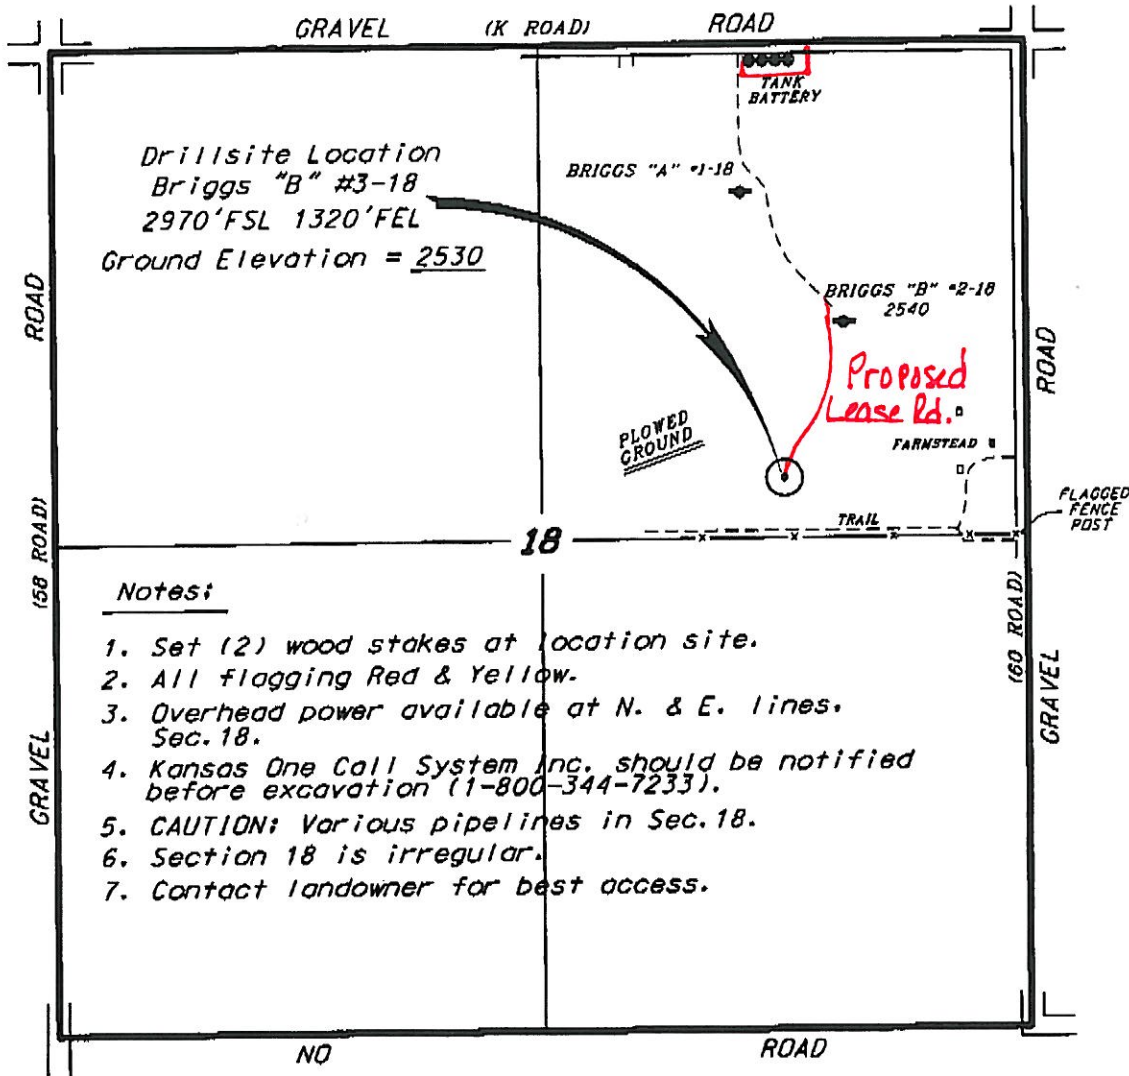 GRAVEL (K ROAD) ROAD
TANK
BATTERY
Drillsite Location
Briggs "B" #3-18
2970'FSL 1320'FEL
Ground Elevation = 2530
BRIGGS "A" #1-18
BRIGGS "B" #2-18
2540
ROAD
ROAD
Proposed
Lease Rd.
PLOWED
GROUND
FARMSTEAD
FLAGGED
FENCE
POST
TRAIL
18
(58 ROAD)
(60 ROAD)
Notes:
1. Set (2) wood stakes at location site.
2. All flagging Red & Yellow.
3. Overhead power available at N. & E. lines.
Sec.18.
4. Kansas One Call System Inc. should be notified
before excavation (1-800-344-7233).
5. CAUTION: Various pipelines in Sec.18.
6. Section 18 is irregular.
7. Contact landowner for best access.
GRAVEL
GRAVEL
NO ROAD